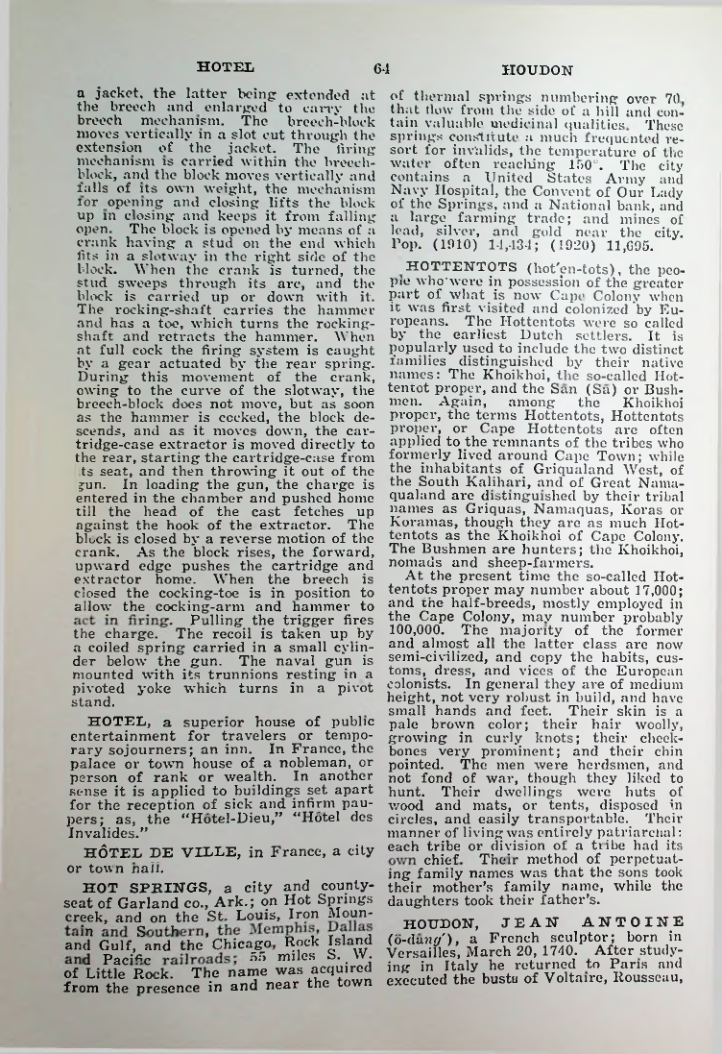 HOTEL 64 HOUDON
a jacket, the latter being extended at
the breech and enlarged to carry the
breech mechanism. The breech-block
moves vertically in a slot cut through the
extension of the jacket. The firing
mechanism is carried within the breech-
block, and the block moves vertically and
falls of its own weight, the mechanism
for opening and closing lifts the block
up in closing and keeps it from falling
open. The block is opened by means of a
crank having a stud on the end which
fits in a slotway in the right side of the
block. When the crank is turned, the
stud sweeps through its arc, and the
block is carried up or down with it.
The rocking-shaft carries the hammer
and has a toe, which turns the rocking-
shaft and retracts the hammer. When
at full cock the firing system is caught
by a gear actuated by the rear spring.
During this movement of the crank,
owing to the curve of the slotway, the
breech-block does not move, but as soon
as the hammer is cocked, the block de-
scends, and as it moves down, the car-
tridge-case extractor is moved directly to
the rear, starting the cartridge-case from
its seat, and then throwing it out of the
gun. In loading the gun, the charge is
entered in the chamber and pushed home
till the head of the cast fetches up
against the hook of the extractor. The
block is closed by a reverse motion of the
crank. As the block rises, the forward,
upward edge pushes the cartridge and
extractor home. When the breech is
closed the cocking-toe is in position to
allow the cocking-arm and hammer to
act in firing. Pulling the trigger fires
the charge. The recoil is taken up by
a coiled spring carried in a small cylin-
der below the gun. The naval gun is
mounted with its trunnions resting in a
pivoted yoke which turns in a pivot
stand.
HOTEL, a superior house of public
entertainment for travelers or tempo-
rary sojourners; an inn. In France, the
palace or town house of a nobleman, or
person of rank or wealth. In another
sense it is applied to buildings set apart
for the reception of sick and infirm pau-
pers; as, the "Hôtel-Dieu," "Hôtel des
Invalides."
HÔTEL DE VILLE, in France, a city
or town hall.
HOT SPRINGS, a city and county-
seat of Garland co., Ark.; on Hot Springs
creek, and on the St. Louis, Iron Moun-
tain and Southern, the Memphis, Dallas
and Gulf, and the Chicago, Rock Island
and Pacific railroads; 55 miles S. W.
of Little Rock. The name was acquired
from the presence in and near the town
of thermal springs numbering over 70,
that flow from the side of a hill and con-
tain valuable medicinal qualities. These
springs constitute a much frequented re-
sort for invalids, the temperature of the
water often reaching 150°. The city
contains a United States Army and
Navy Hospital, the Convent of Our Lady
of the Springs, and a National bank, and
a large farming trade; and mines of
lead, silver, and gold near the city.
Pop. (1910) 14,434; (1920) 11,695.
HOTTENTOTS (hot'en-tots), the peo-
ple who were in possession of the greater
part of what is now Cape Colony when
it was first visited and colonized by Eu-
ropeans. The Hottentots were so called
by the earliest Dutch settlers. It is
popularly used to include the two distinct
families distinguished by their native
names: The Khoikhoi, the so-called Hot-
tentot proper, and the Sân (Sâ) or Bush-
men. Again, among the Khoikhoi
proper, the terms Hottentots, Hottentots
proper, or Cape Hottentots are often
applied to the remnants of the tribes who
formerly lived around Cape Town; while
the inhabitants of Griqualand West, of
the South Kalihari, and of Great Nama-
qualand are distinguished by their tribal
names as Griquas, Namaquas, Koras or
Koramas, though they are as much Hot-
tentots as the Khoikhoi of Cape Colony.
The Bushmen are hunters; the Khoikhoi,
nomads and sheep-farmers.
At the present time the so-called Hot-
tentots proper may number about 17,000;
and the half-breeds, mostly employed in
the Cape Colony, may number probably
100,000. The majority of the former
and almost all the latter class are now
semi-civilized, and copy the habits, cus-
toms, dress, and vices of the European
colonists. In general they are of medium
height, not very robust in build, and have
small hands and feet. Their skin is a
pale brown color; their hair woolly,
growing in curly knots; their cheek-
bones very prominent; and their chin
pointed. The men were herdsmen, and
not fond of war, though they liked to
hunt. Their dwellings were huts of
wood and mats, or tents, disposed in
circles, and easily transportable. Their
manner of living was entirely patriarchal:
each tribe or division of a tribe had its
own chief. Their method of perpetuat-
ing family names was that the sons took
their mother's family name, while the
daughters took their father's.
HOUDON, JEAN ANTOINE
(ö-dång'), a French sculptor; born in
Versailles, March 20, 1740. After study-
ing in Italy he returned to Paris and
executed the busts of Voltaire, Rousseau,